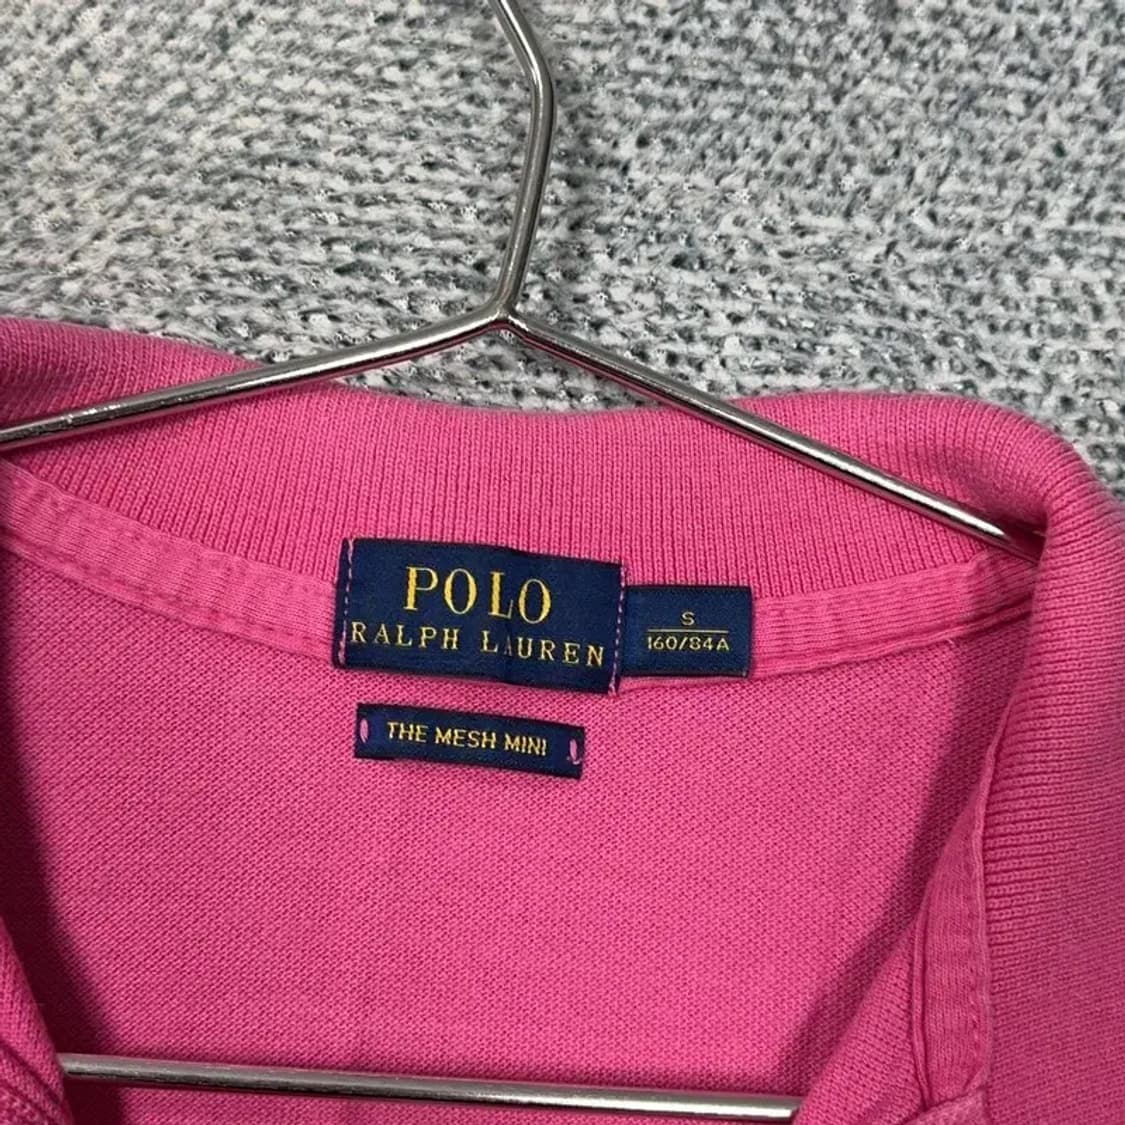 POLO
RALPH LAUREN
S
160/84A
THE MESH MINI